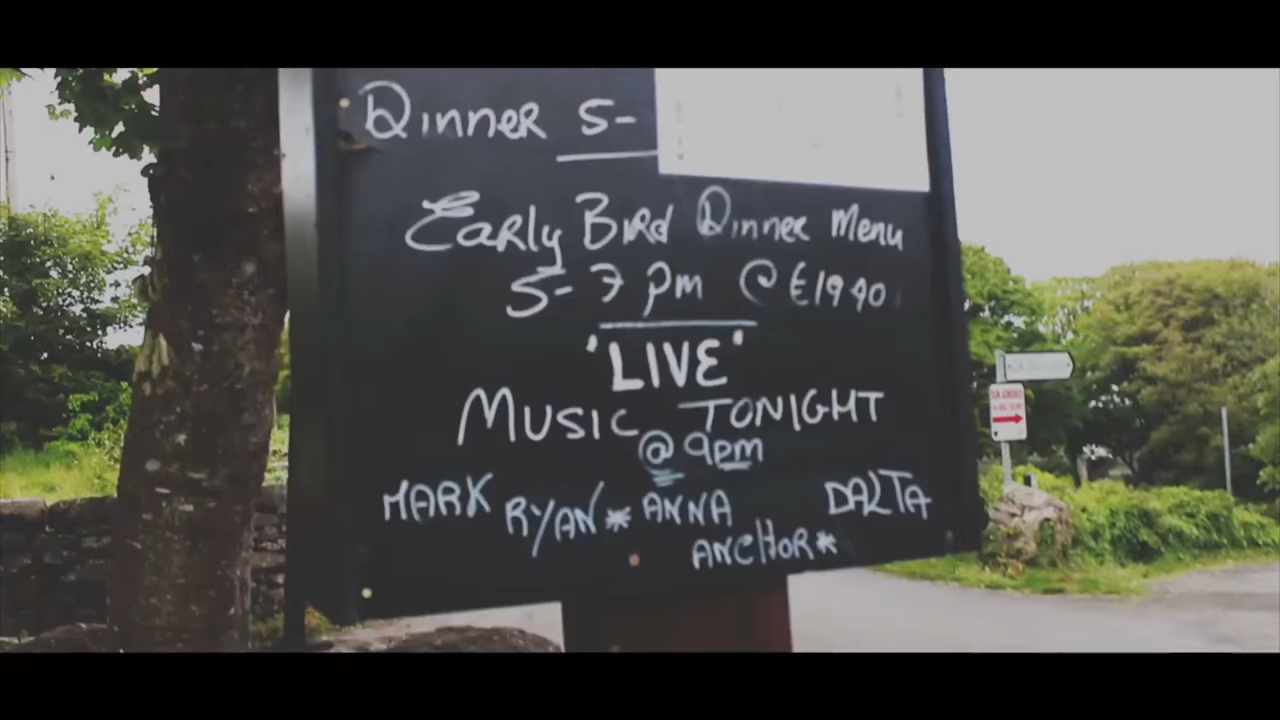 Dinner 5-
Early Bird Dinner Menu
5-7 pm @ €19 90
'LIVE'
MUSIC TONIGHT
@ 9pm
MARK RYAN * ANNA ANCHOR * DALTA